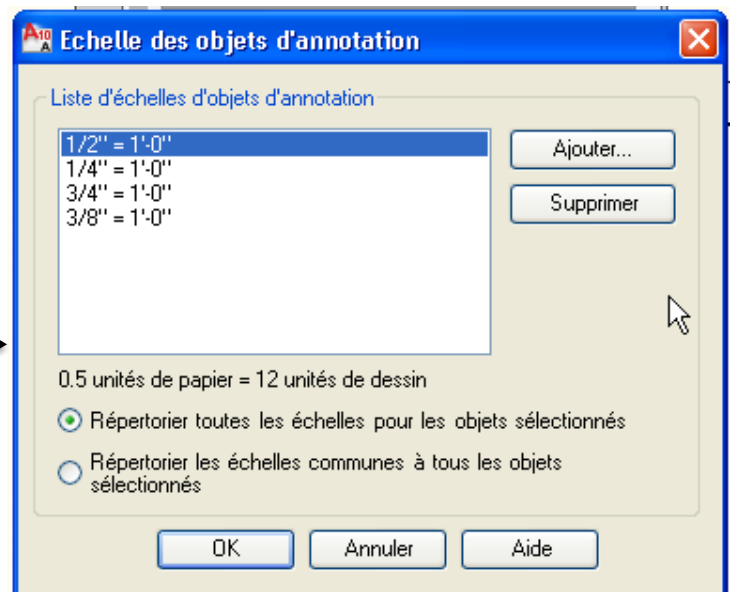 A10
A
Echelle des objets d'annotation
Liste d'échelles d'objets d'annotation
1/2" = 1'-0"
1/4" = 1'-0"
3/4" = 1'-0"
3/8" = 1'-0"
Ajouter...
Supprimer
0.5 unités de papier = 12 unités de dessin
Répertorier toutes les échelles pour les objets sélectionnés
Répertorier les échelles communes à tous les objets
sélectionnés
OK Annuler Aide